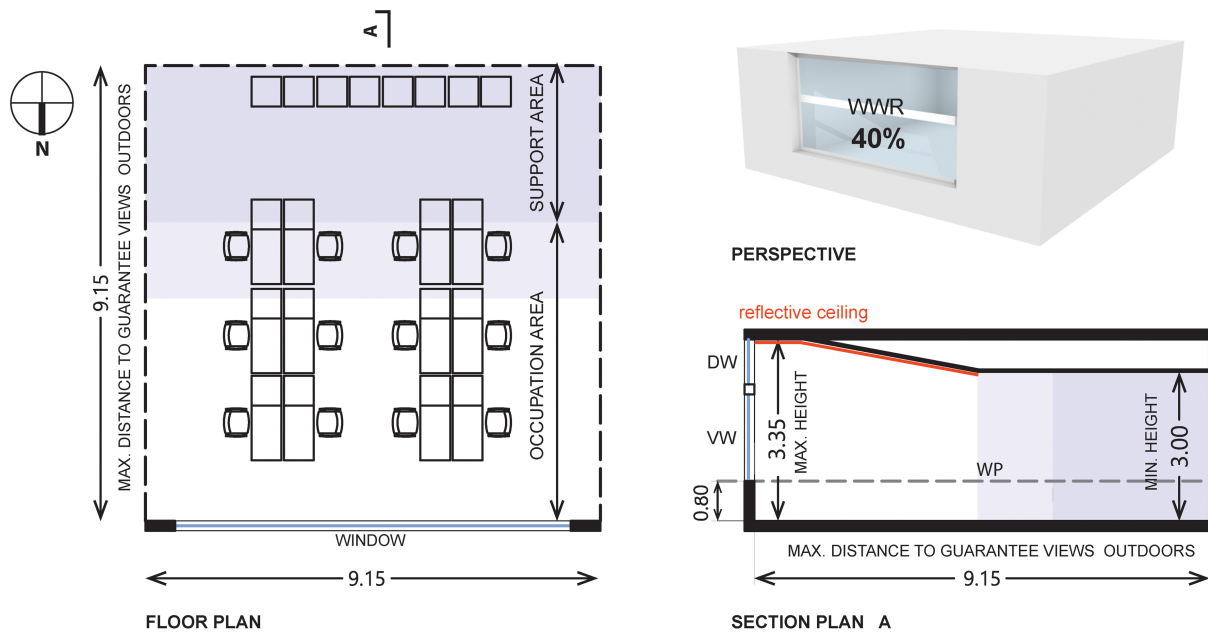 A
N
MAX. DISTANCE TO GUARANTEE VIEWS OUTDOORS
9.15
SUPPORT AREA
OCCUPATION AREA
WINDOW
9.15
FLOOR PLAN
WWR
40%
PERSPECTIVE
reflective ceiling
DW
VW
0.80
3.35
MAX. HEIGHT
WP
MIN. HEIGHT
3.00
MAX. DISTANCE TO GUARANTEE VIEWS OUTDOORS
9.15
SECTION PLAN A